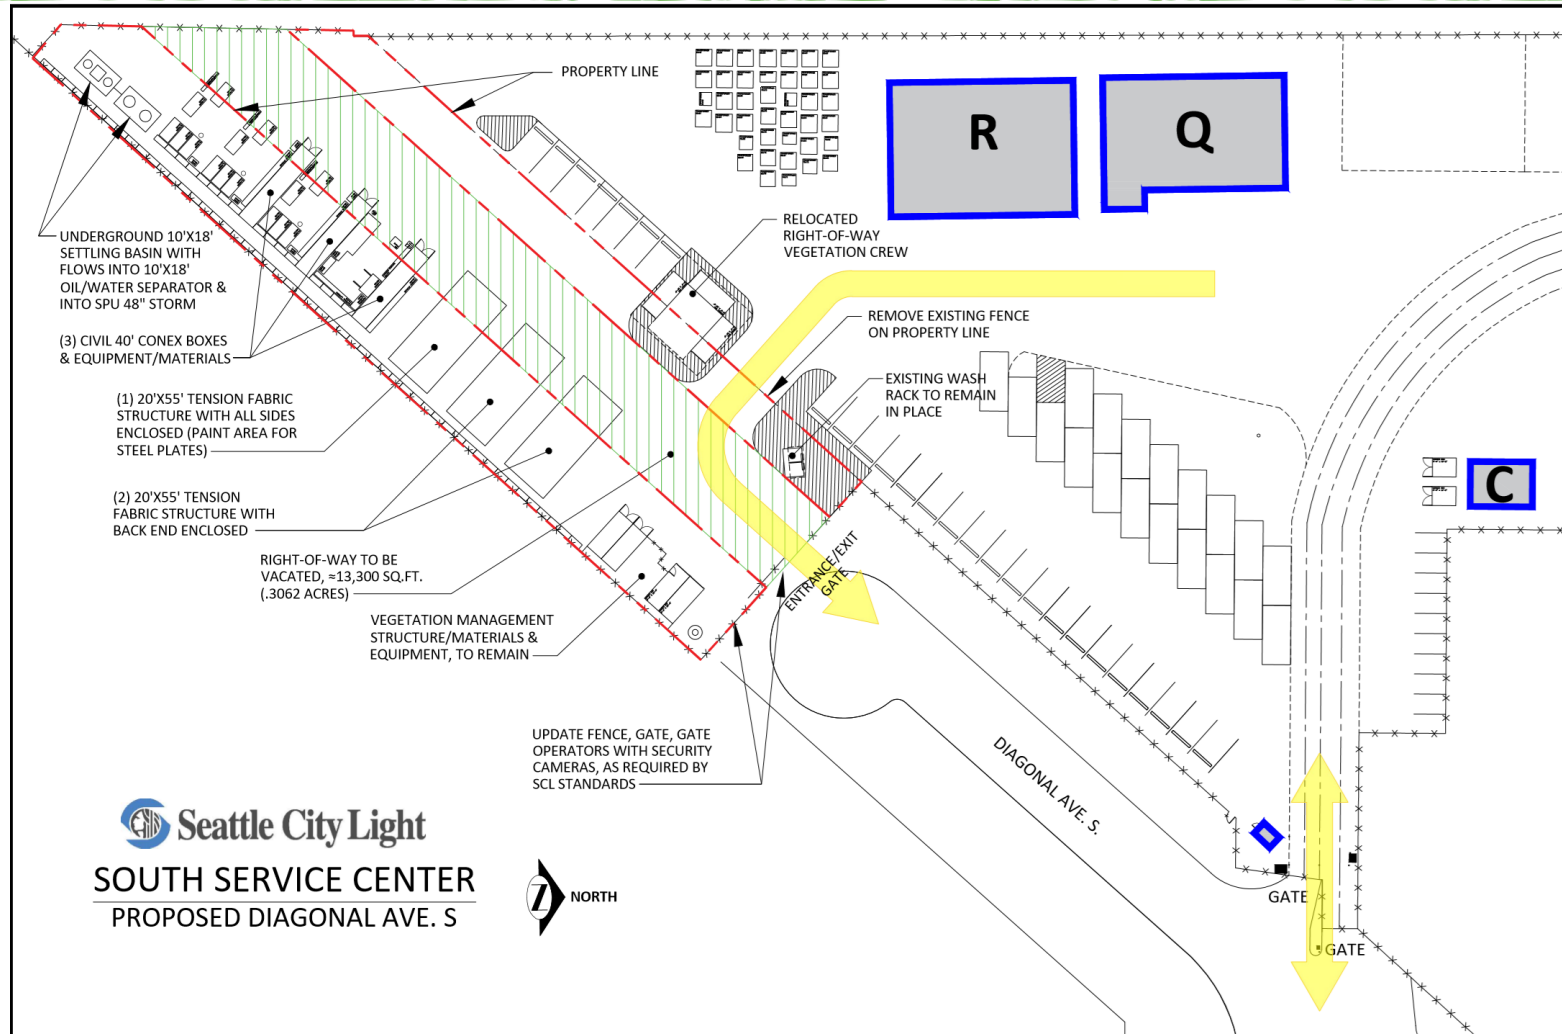 PROPERTY LINE
R
Q
RELOCATED
RIGHT-OF-WAY
VEGETATION CREW
UNDERGROUND 10'X18'
SETTLING BASIN WITH
FLOWS INTO 10'X18'
OIL/WATER SEPARATOR &
INTO SPU 48" STORM
(3) CIVIL 40' CONEX BOXES
& EQUIPMENT/MATERIALS
REMOVE EXISTING FENCE
ON PROPERTY LINE
EXISTING WASH
RACK TO REMAIN
IN PLACE
(1) 20'X55' TENSION FABRIC
STRUCTURE WITH ALL SIDES
ENCLOSED (PAINT AREA FOR
STEEL PLATES)
C
(2) 20'X55' TENSION
FABRIC STRUCTURE WITH
BACK END ENCLOSED
RIGHT-OF-WAY TO BE
VACATED, ≈13,300 SQ.FT.
(.3062 ACRES)
ENTRANCE/EXIT
GATE
VEGETATION MANAGEMENT
STRUCTURE/MATERIALS &
EQUIPMENT, TO REMAIN
UPDATE FENCE, GATE, GATE
OPERATORS WITH SECURITY
CAMERAS, AS REQUIRED BY
SCL STANDARDS
DIAGONAL AVE. S.
Seattle City Light
SOUTH SERVICE CENTER
PROPOSED DIAGONAL AVE. S
Z
NORTH
GATE
GATE